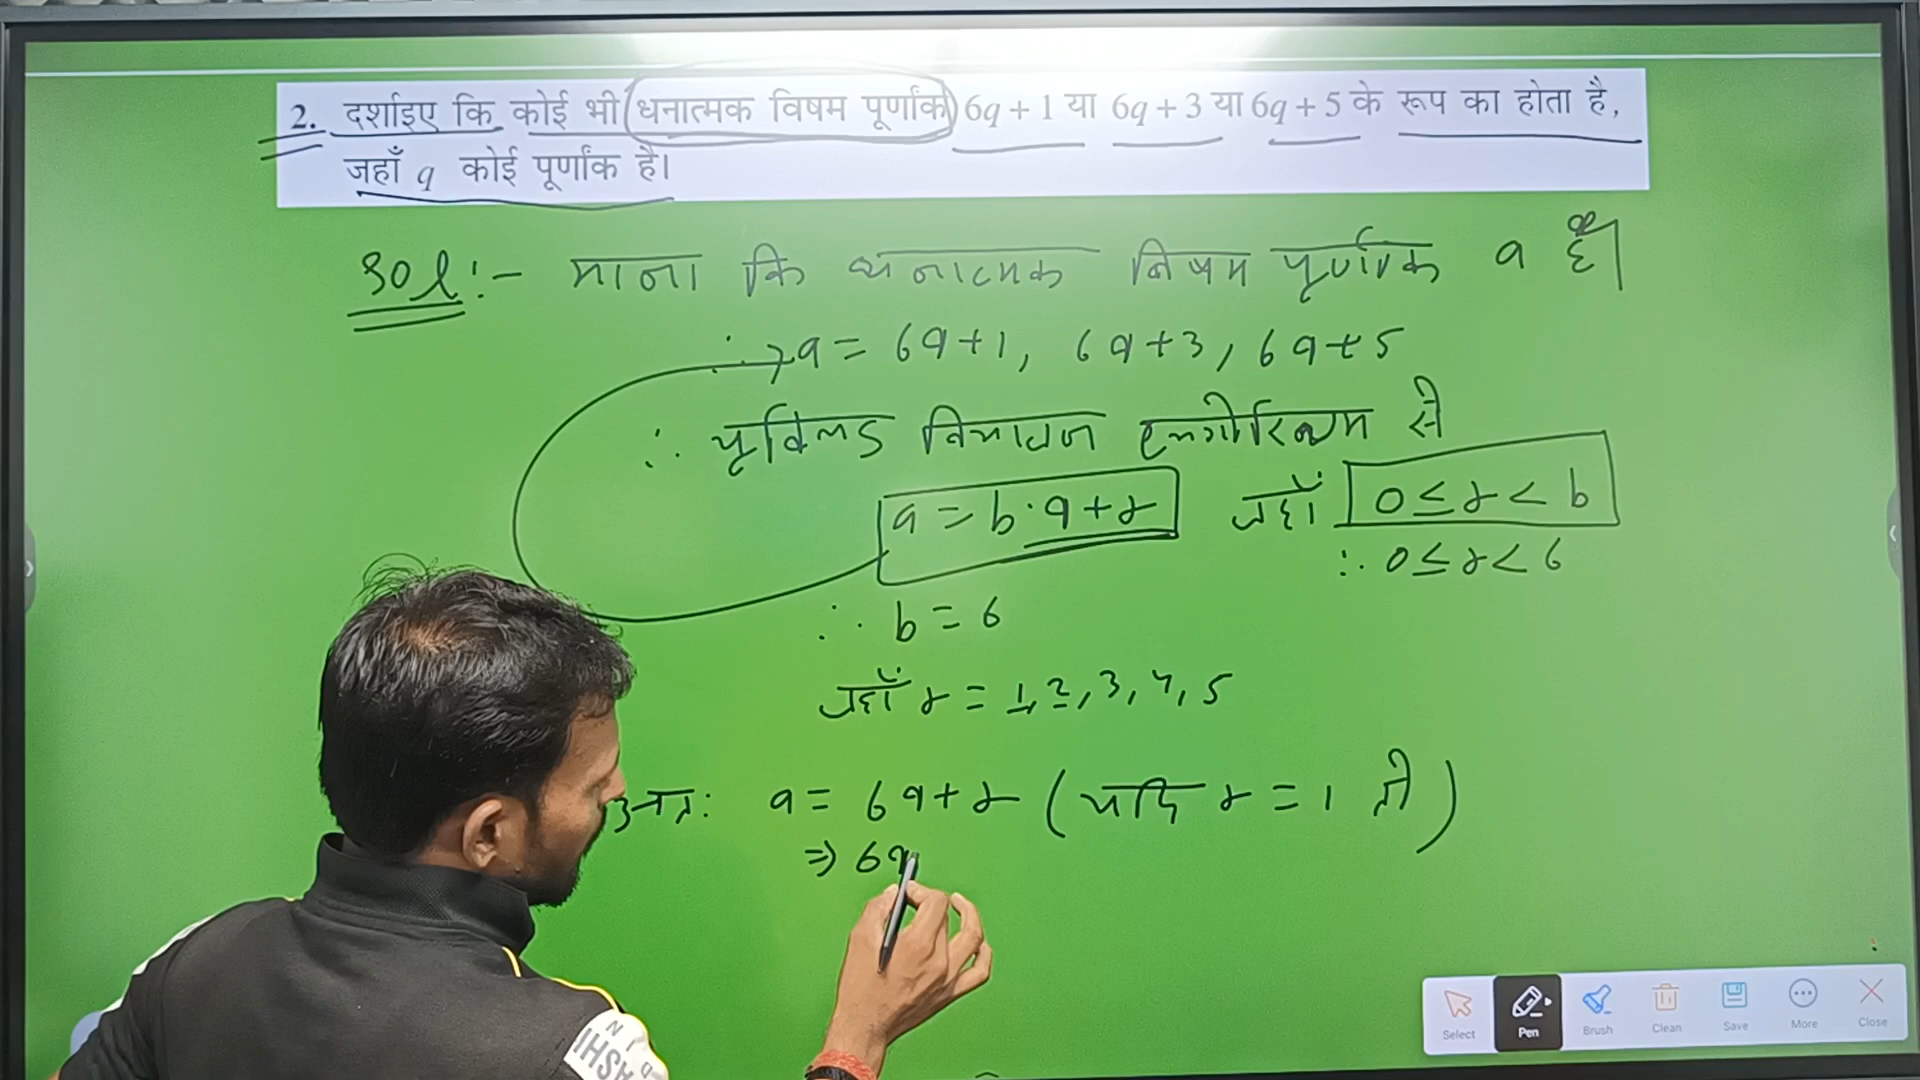 2. दर्शाइए कि कोई भी धनात्मक विषम पूर्णांक 6q + 1 या 6q + 3 या 6q + 5 के रूप का होता है,
जहाँ q कोई पूर्णांक है।
Sol:- माना कि धनात्मक विषम पूर्णांक a है।
∴ a = 6q+1, 6q+3, 6q+5
∴ यूक्लिड विभाजन एल्गोरिथम से
a = b·q+r जहाँ 0 ≤ r < b
∴ 0 ≤ r < 6
∴ b = 6
जहाँ r = 1, 2, 3, 4, 5
अतः a = 6q+r (यदि r = 1 तो)
⇒ 6q
Select Pen Brush Clean Save More Close